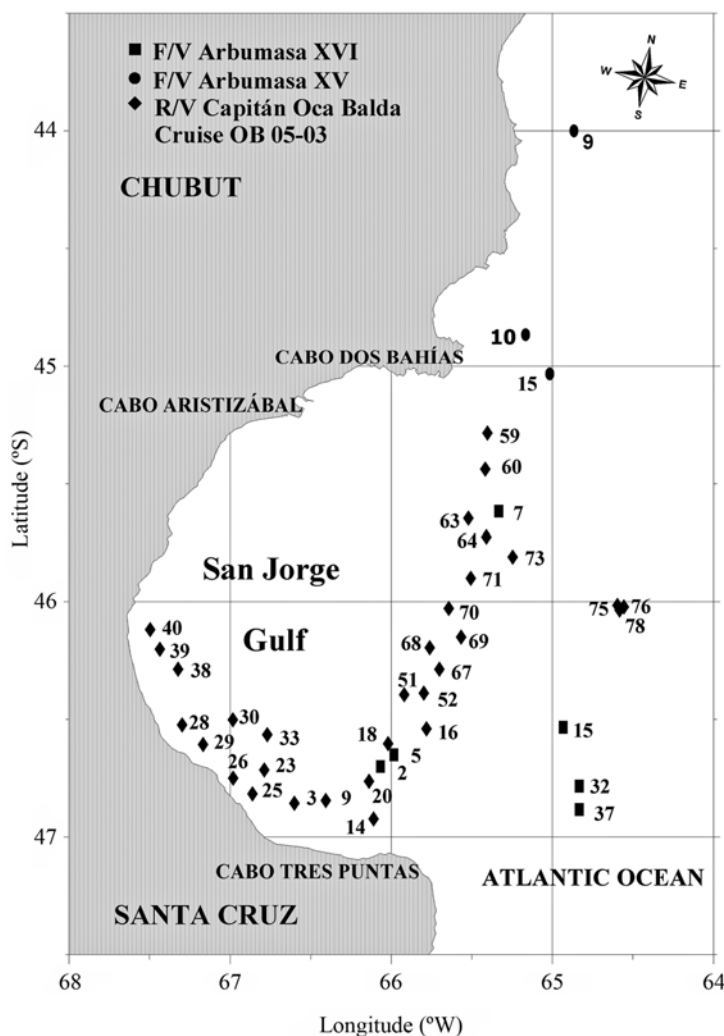 F/V Arbumasa XVI
F/V Arbumasa XV
R/V Capitán Oca Balda
Cruise OB 05-03
N
W
E
S
44
9
CHUBUT
10
CABO DOS BAHÍAS
45
15
CABO ARISTIZÁBAL
59
60
7
63
64
73
Latitude (ºS)
San Jorge
71
46
70
75
76
78
40
Gulf
69
39
68
38
67
51
52
28
30
18
16
15
29
33
5
26
23
2
32
25
3
9
20
37
14
47
CABO TRES PUNTAS
ATLANTIC OCEAN
SANTA CRUZ
68
67
66
65
64
Longitude (ºW)